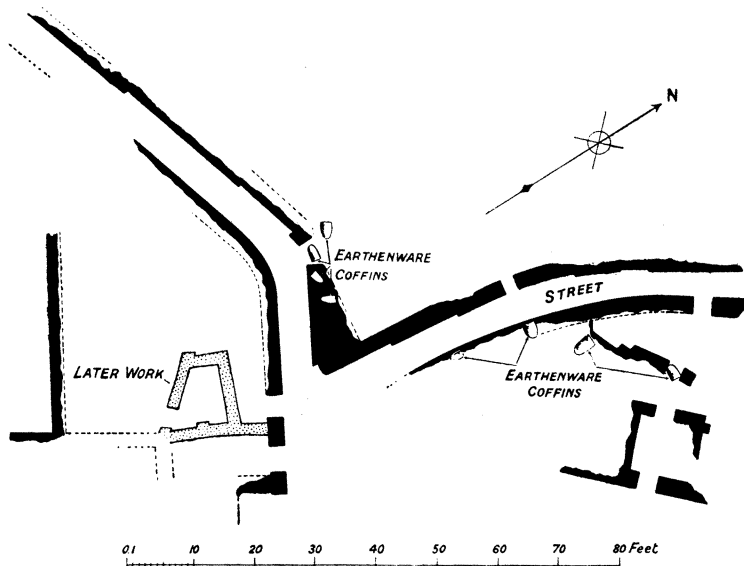 N
EARTHENWARE
COFFINS
STREET
LATER WORK
EARTHENWARE
COFFINS
0.1 10 20 30 40 50 60 70 80 Feet